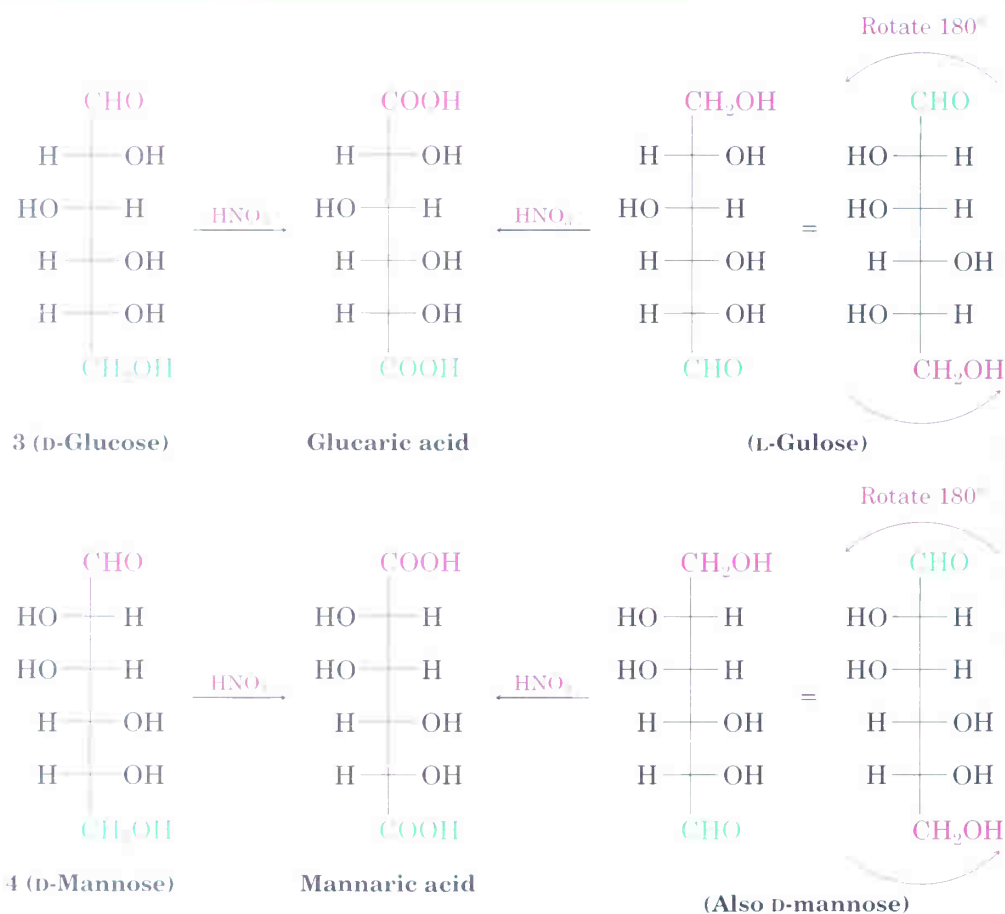 Rotate 180°
CHO COOH CH₂OH CHO
H OH H OH H OH HO H
HO H HO H HO H HO H
HNO₃ HNO₃ =
H OH H OH H OH H OH
H OH H OH H OH HO H
CH₂OH COOH CHO CH₂OH
3 (D-Glucose) Glucaric acid (L-Gulose)
Rotate 180°
CHO COOH CH₂OH CHO
HO H HO H HO H HO H
HO H HO H HO H HO H
HNO₃ HNO₃ =
H OH H OH H OH H OH
H OH H OH H OH H OH
CH₂OH COOH CHO CH₂OH
4 (D-Mannose) Mannaric acid (Also D-mannose)